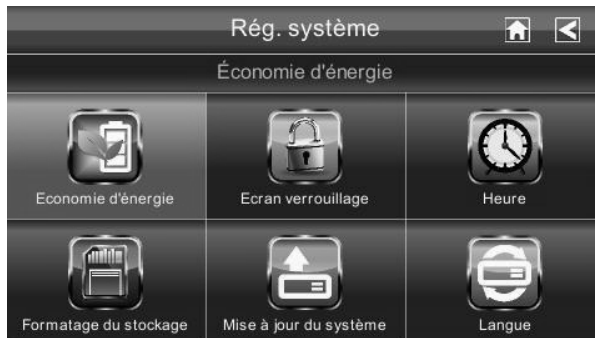 Rég. système
Économie d'énergie
Economie d'énergie
Ecran verrouillage
Heure
Formatage du stockage
Mise à jour du système
Langue